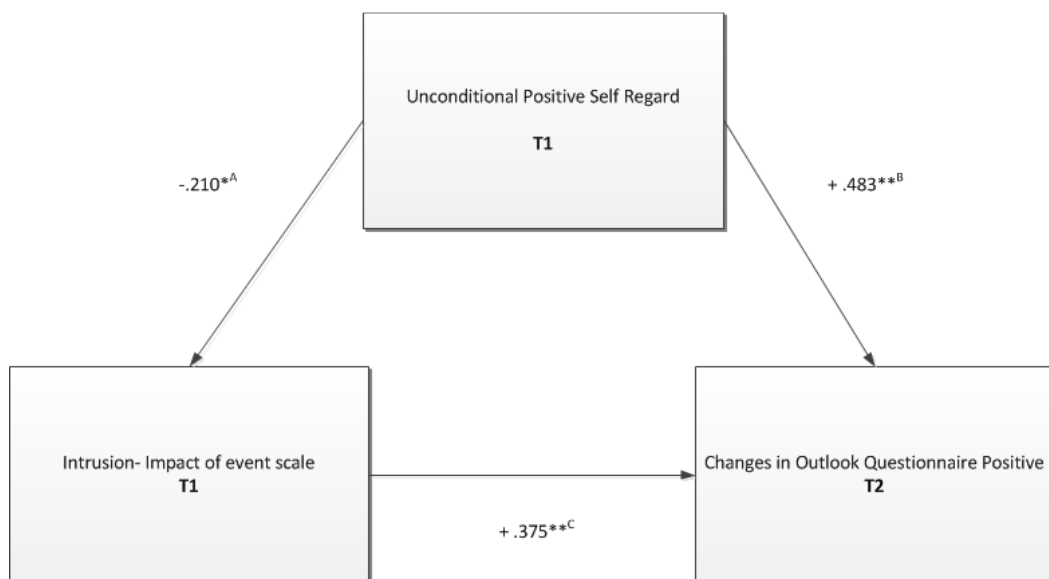 Unconditional Positive Self Regard
T1
-.210*A
+ .483**B
Intrusion- Impact of event scale
T1
Changes in Outlook Questionnaire Positive
T2
+ .375**C